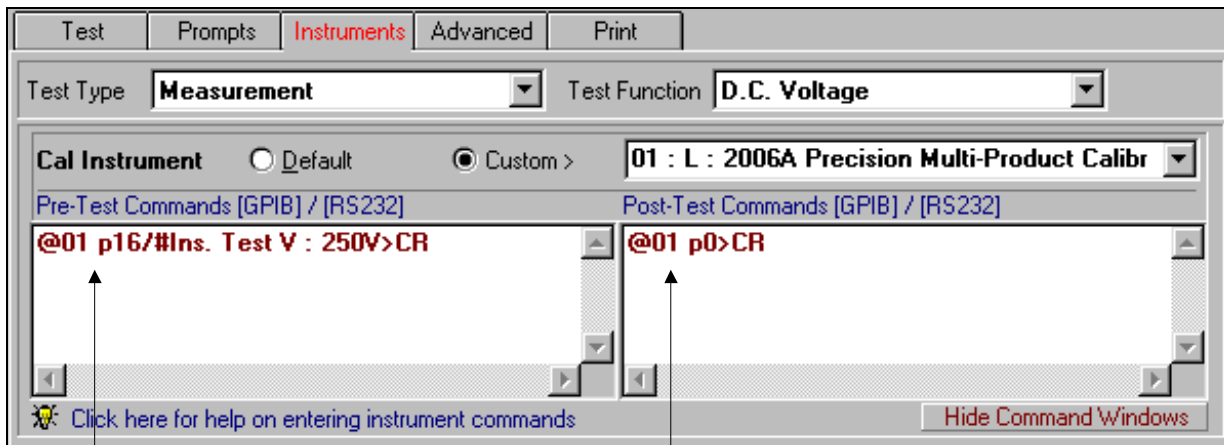 Test Prompts Instruments Advanced Print
Test Type Measurement Test Function D.C. Voltage
Cal Instrument Default Custom > 01 : L : 2006A Precision Multi-Product Calibr
Pre-Test Commands [GPIB] / [RS232] Post-Test Commands [GPIB] / [RS232]
@01 p16/#Ins. Test V : 250V>CR @01 p0>CR
Click here for help on entering instrument commands Hide Command Windows